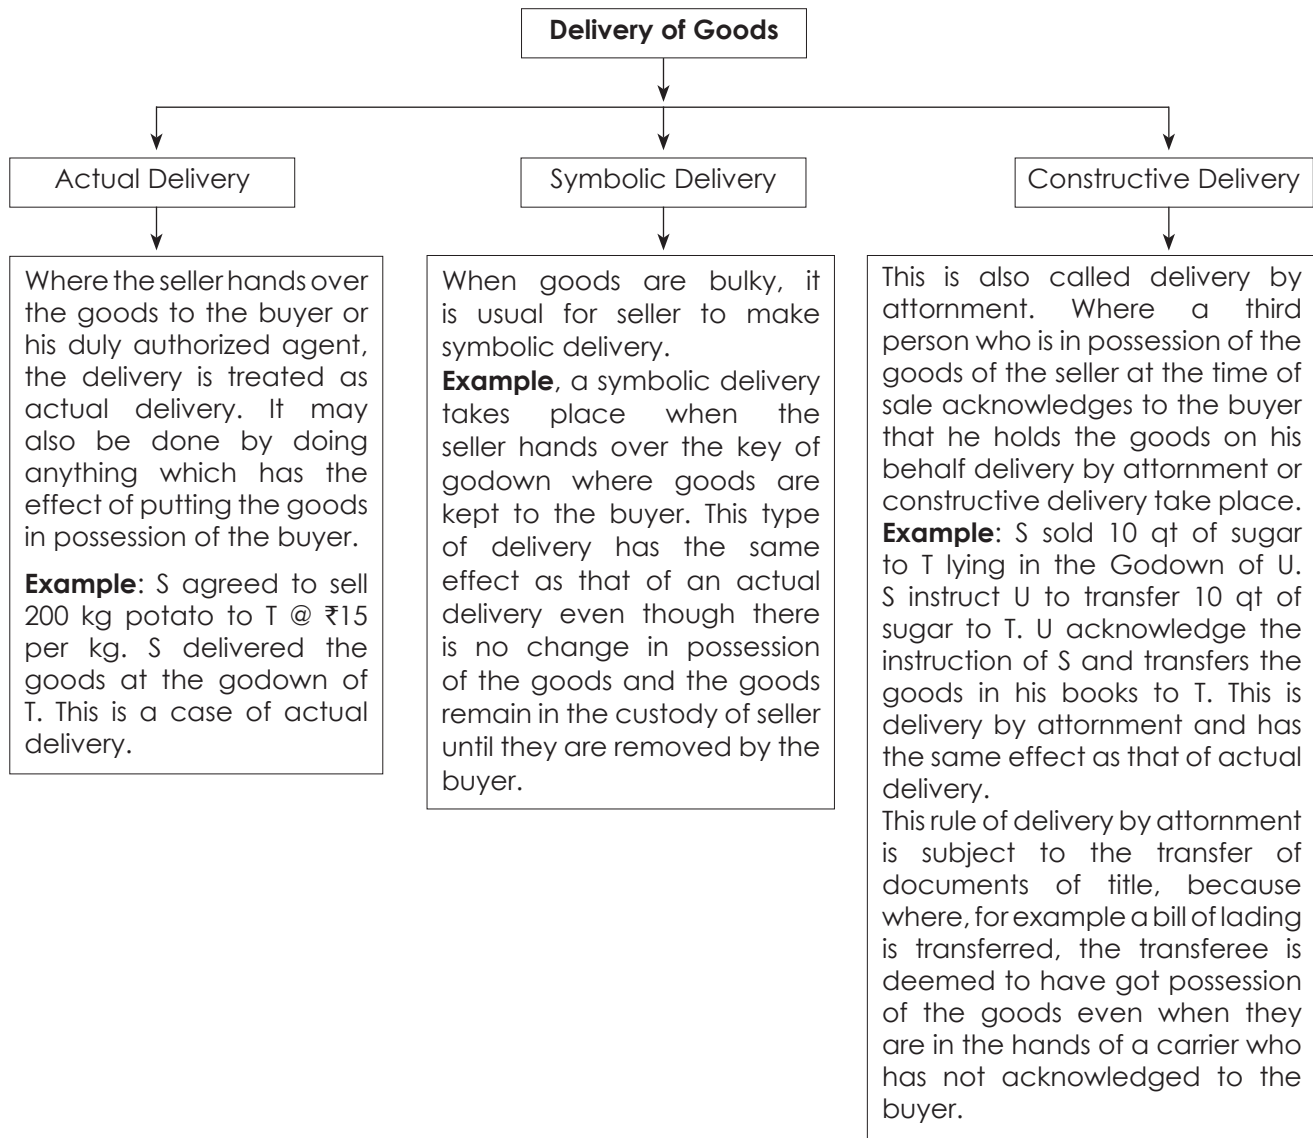 Delivery of Goods
Actual Delivery
Symbolic Delivery
Constructive Delivery
Where the seller hands over
the goods to the buyer or
his duly authorized agent,
the delivery is treated as
actual delivery. It may
also be done by doing
anything which has the
effect of putting the goods
in possession of the buyer.
Example: S agreed to sell
200 kg potato to T @ ₹15
per kg. S delivered the
goods at the godown of
T. This is a case of actual
delivery.
When goods are bulky, it
is usual for seller to make
symbolic delivery.
Example, a symbolic delivery
takes place when the
seller hands over the key of
godown where goods are
kept to the buyer. This type
of delivery has the same
effect as that of an actual
delivery even though there
is no change in possession
of the goods and the goods
remain in the custody of seller
until they are removed by the
buyer.
This is also called delivery by
attornment. Where a third
person who is in possession of the
goods of the seller at the time of
sale acknowledges to the buyer
that he holds the goods on his
behalf delivery by attornment or
constructive delivery take place.
Example: S sold 10 qt of sugar
to T lying in the Godown of U.
S instruct U to transfer 10 qt of
sugar to T. U acknowledge the
instruction of S and transfers the
goods in his books to T. This is
delivery by attornment and has
the same effect as that of actual
delivery.
This rule of delivery by attornment
is subject to the transfer of
documents of title, because
where, for example a bill of lading
is transferred, the transferee is
deemed to have got possession
of the goods even when they
are in the hands of a carrier who
has not acknowledged to the
buyer.